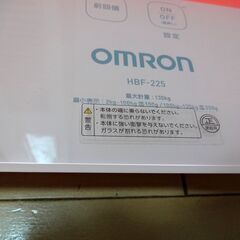 前回値
ON
OFF
設定
OMRON
HBF-225
最大計量：135kg
警告
・本体の端に乗らないでください。
転倒する恐れがあります。
・本体に強い衝撃を与えないでください。
ガラスが割れる恐れがあります。
正